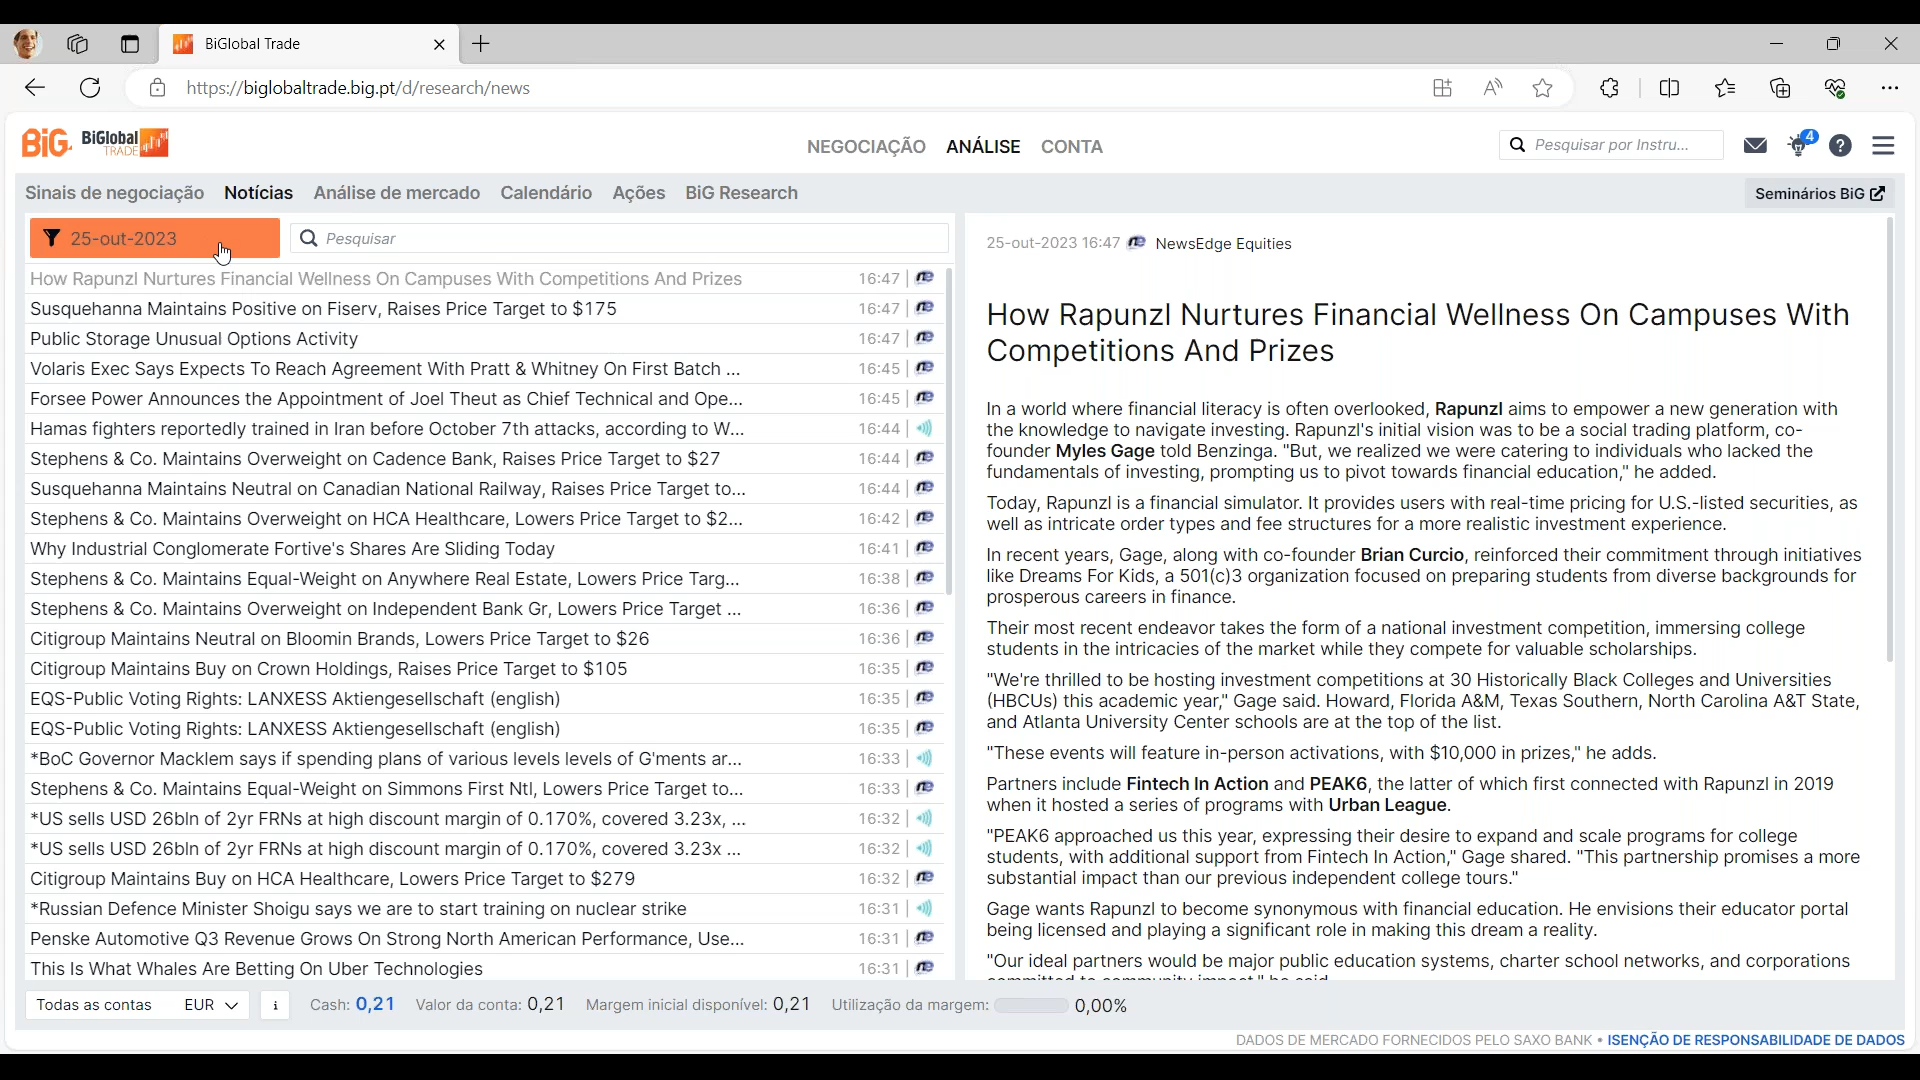 BiGlobal Trade
https://biglobaltrade.big.pt/d/research/news
BiG BiGlobal TRADE
NEGOCIAÇÃO ANÁLISE CONTA
Pesquisar por Instru...
4
Sinais de negociação Notícias Análise de mercado Calendário Ações BiG Research
Seminários BiG
25-out-2023
Pesquisar
How Rapunzl Nurtures Financial Wellness On Campuses With Competitions And Prizes 16:47
Susquehanna Maintains Positive on Fiserv, Raises Price Target to $175 16:47
Public Storage Unusual Options Activity 16:47
Volaris Exec Says Expects To Reach Agreement With Pratt & Whitney On First Batch ... 16:45
Forsee Power Announces the Appointment of Joel Theut as Chief Technical and Ope... 16:45
Hamas fighters reportedly trained in Iran before October 7th attacks, according to W... 16:44
Stephens & Co. Maintains Overweight on Cadence Bank, Raises Price Target to $27 16:44
Susquehanna Maintains Neutral on Canadian National Railway, Raises Price Target to... 16:44
Stephens & Co. Maintains Overweight on HCA Healthcare, Lowers Price Target to $2... 16:42
Why Industrial Conglomerate Fortive's Shares Are Sliding Today 16:41
Stephens & Co. Maintains Equal-Weight on Anywhere Real Estate, Lowers Price Targ... 16:38
Stephens & Co. Maintains Overweight on Independent Bank Gr, Lowers Price Target ... 16:36
Citigroup Maintains Neutral on Bloomin Brands, Lowers Price Target to $26 16:36
Citigroup Maintains Buy on Crown Holdings, Raises Price Target to $105 16:35
EQS-Public Voting Rights: LANXESS Aktiengesellschaft (english) 16:35
EQS-Public Voting Rights: LANXESS Aktiengesellschaft (english) 16:35
*BoC Governor Macklem says if spending plans of various levels levels of G'ments ar... 16:33
Stephens & Co. Maintains Equal-Weight on Simmons First Ntl, Lowers Price Target to... 16:33
*US sells USD 26bln of 2yr FRNs at high discount margin of 0.170%, covered 3.23x, ... 16:32
*US sells USD 26bln of 2yr FRNs at high discount margin of 0.170%, covered 3.23x ... 16:32
Citigroup Maintains Buy on HCA Healthcare, Lowers Price Target to $279 16:32
*Russian Defence Minister Shoigu says we are to start training on nuclear strike 16:31
Penske Automotive Q3 Revenue Grows On Strong North American Performance, Use... 16:31
This Is What Whales Are Betting On Uber Technologies 16:31
25-out-2023 16:47 ne NewsEdge Equities
How Rapunzl Nurtures Financial Wellness On Campuses With
Competitions And Prizes
In a world where financial literacy is often overlooked, Rapunzl aims to empower a new generation with
the knowledge to navigate investing. Rapunzl's initial vision was to be a social trading platform, co-
founder Myles Gage told Benzinga. "But, we realized we were catering to individuals who lacked the
fundamentals of investing, prompting us to pivot towards financial education," he added.
Today, Rapunzl is a financial simulator. It provides users with real-time pricing for U.S.-listed securities, as
well as intricate order types and fee structures for a more realistic investment experience.
In recent years, Gage, along with co-founder Brian Curcio, reinforced their commitment through initiatives
like Dreams For Kids, a 501(c)3 organization focused on preparing students from diverse backgrounds for
prosperous careers in finance.
Their most recent endeavor takes the form of a national investment competition, immersing college
students in the intricacies of the market while they compete for valuable scholarships.
"We're thrilled to be hosting investment competitions at 30 Historically Black Colleges and Universities
(HBCUs) this academic year," Gage said. Howard, Florida A&M, Texas Southern, North Carolina A&T State,
and Atlanta University Center schools are at the top of the list.
"These events will feature in-person activations, with $10,000 in prizes," he adds.
Partners include Fintech In Action and PEAK6, the latter of which first connected with Rapunzl in 2019
when it hosted a series of programs with Urban League.
"PEAK6 approached us this year, expressing their desire to expand and scale programs for college
students, with additional support from Fintech In Action," Gage shared. "This partnership promises a more
substantial impact than our previous independent college tours."
Gage wants Rapunzl to become synonymous with financial education. He envisions their educator portal
being licensed and playing a significant role in making this dream a reality.
"Our ideal partners would be major public education systems, charter school networks, and corporations
Todas as contas EUR i Cash: 0,21 Valor da conta: 0,21 Margem inicial disponível: 0,21 Utilização da margem: 0,00%
DADOS DE MERCADO FORNECIDOS PELO SAXO BANK • ISENÇÃO DE RESPONSABILIDADE DE DADOS